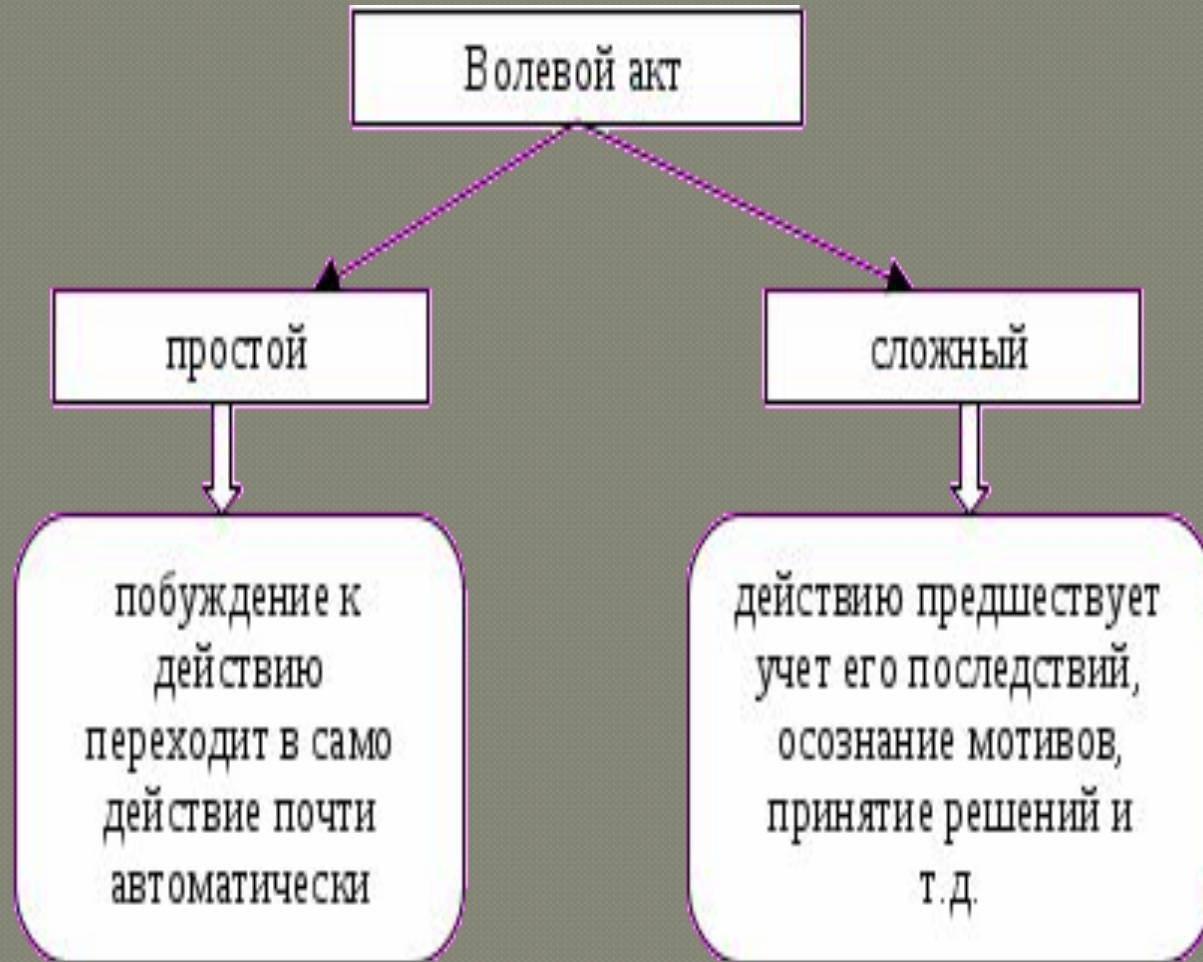 Волевой акт
простой
сложный
побуждение к
действию
переходит в само
действие почти
автоматически
действию предшествует
учет его последствий,
осознание мотивов,
принятие решений и
т.д.